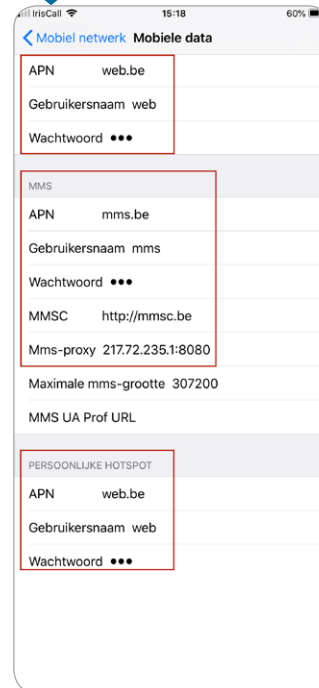 IrisCall 15:18 60%
Mobiel netwerk Mobiele data
APN web.be
Gebruikersnaam web
Wachtwoord •••
MMS
APN mms.be
Gebruikersnaam mms
Wachtwoord •••
MMSC http://mmsc.be
Mms-proxy 217.72.235.1:8080
Maximale mms-grootte 307200
MMS UA Prof URL
PERSOONLIJKE HOTSPOT
APN web.be
Gebruikersnaam web
Wachtwoord •••